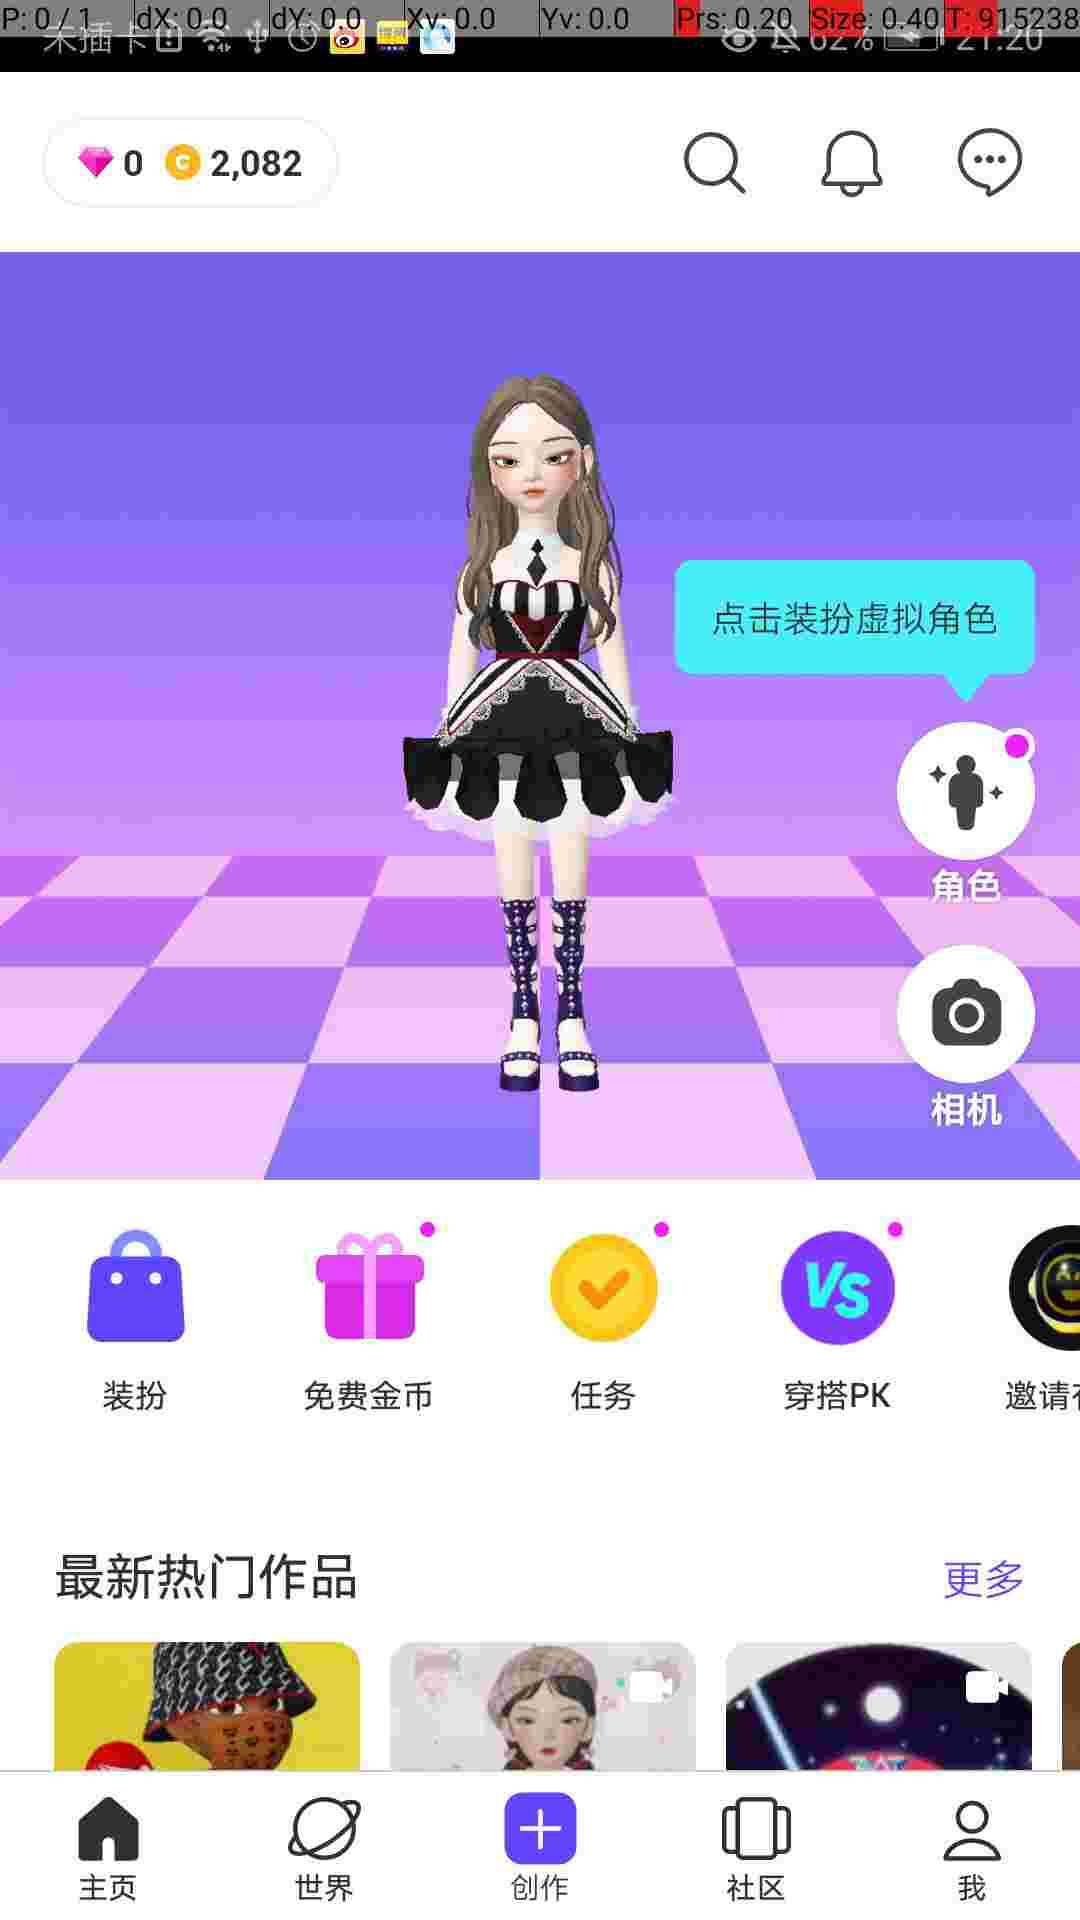 P: 0 / 1 dX: 0.0 dY: 0.0 Xv: 0.0 Yv: 0.0 Prs: 0.20 Size: 0.40 T: 915238
未插卡 62% 21:20
0 C 2,082
点击装扮虚拟角色
角色
相机
VS
装扮 免费金币 任务 穿搭PK 邀请
最新热门作品 更多
主页 世界 创作 社区 我